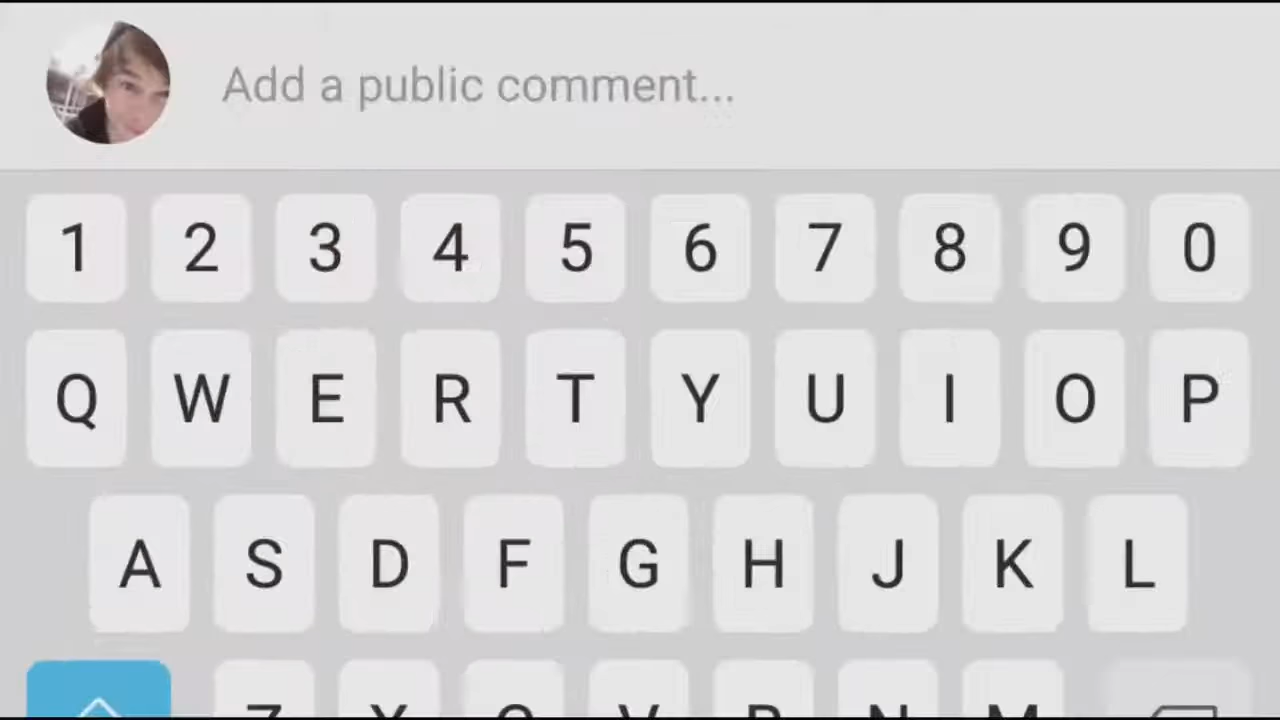 Add a public comment...
1 2 3 4 5 6 7 8 9 0
Q W E R T Y U I O P
A S D F G H J K L
Z X C V B N M